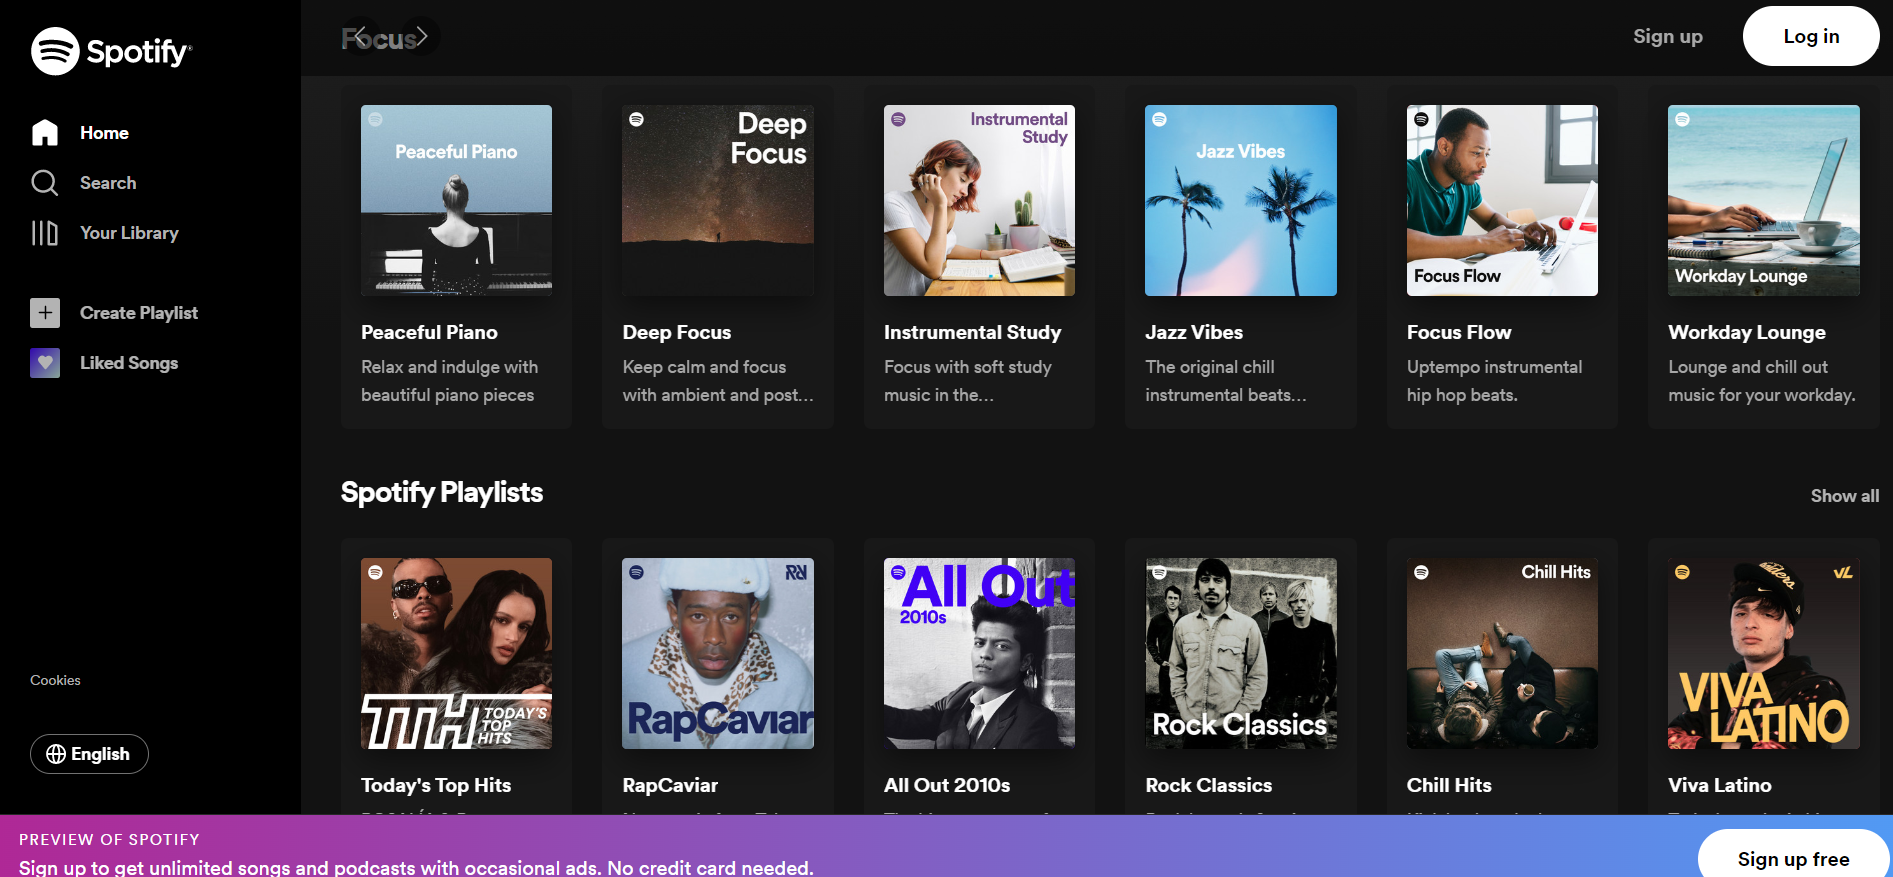 Spotify
Home
Search
Your Library
Create Playlist
Liked Songs
Cookies
English
Focus
Sign up
Log in
Peaceful Piano
Peaceful Piano
Relax and indulge with
beautiful piano pieces
Deep
Focus
Deep Focus
Keep calm and focus
with ambient and post...
Instrumental
Study
Instrumental Study
Focus with soft study
music in the...
Jazz Vibes
Jazz Vibes
The original chill
instrumental beats...
Focus Flow
Focus Flow
Uptempo instrumental
hip hop beats.
Workday Lounge
Workday Lounge
Lounge and chill out
music for your workday.
Spotify Playlists
Show all
TTH TODAY'S
TOP
HITS
Today's Top Hits
RapCaviar
RapCaviar
All Out
2010s
All Out 2010s
Rock Classics
Rock Classics
Chill Hits
Chill Hits
VL
VIVA
LATINO
Viva Latino
PREVIEW OF SPOTIFY
Sign up to get unlimited songs and podcasts with occasional ads. No credit card needed.
Sign up free